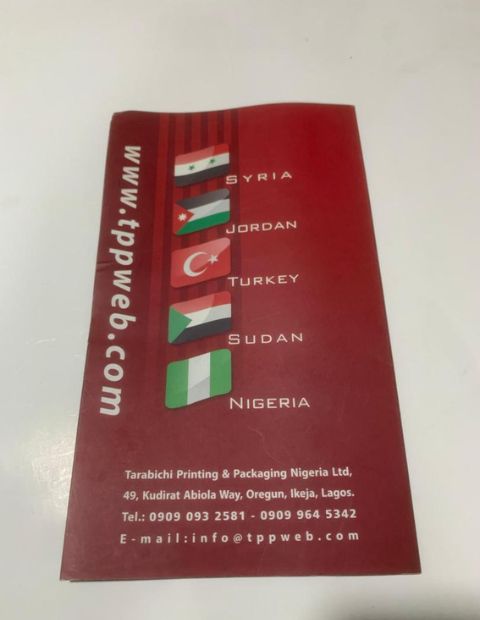 www.tppweb.com
SYRIA
JORDAN
TURKEY
SUDAN
NIGERIA
Tarabichi Printing & Packaging Nigeria Ltd,
49, Kudirat Abiola Way, Oregun, Ikeja, Lagos.
Tel.: 0909 093 2581 - 0909 964 5342
E-mail:info@tppweb.com